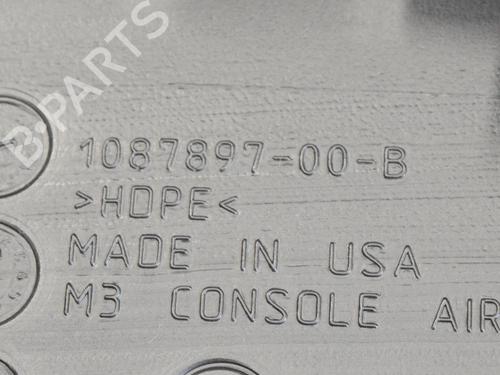 B-PARTS
1087897-00-B
>HDPE<
MADE IN USA
M3 CONSOLE AIR